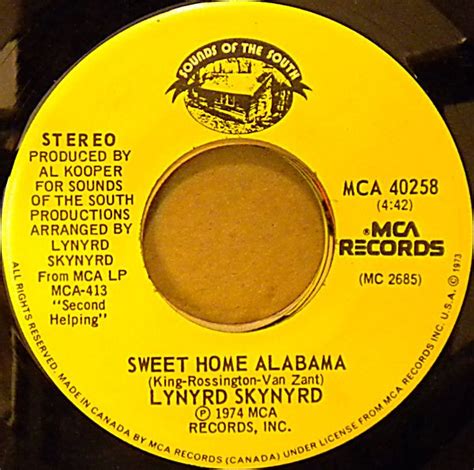 SOUNDS OF THE SOUTH
STEREO
PRODUCED BY
AL KOOPER
FOR SOUNDS
OF THE SOUTH
PRODUCTIONS
ARRANGED BY
LYNYRD
SKYNYRD
From MCA LP
MCA-413
"Second
Helping"
MCA 40258
(4:42)
®MCA
RECORDS
(MC 2685)
SWEET HOME ALABAMA
(King-Rossington-Van Zant)
LYNYRD SKYNYRD
Ⓟ 1974 MCA
RECORDS, INC.
ALL RIGHTS RESERVED, MADE IN CANADA BY MCA RECORDS (CANADA) UNDER LICENSE FROM MCA RECORDS INC. U.S.A. © 1973